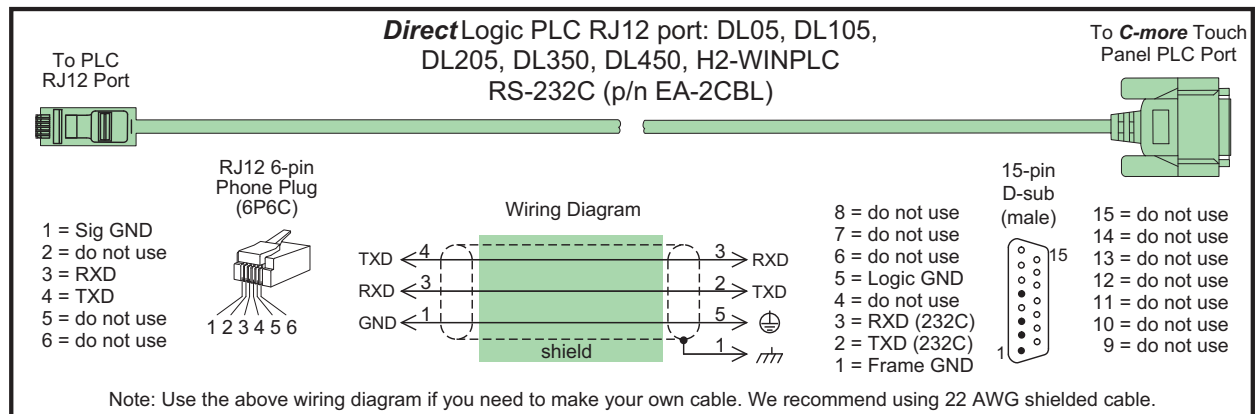 DirectLogic PLC RJ12 port: DL05, DL105,
DL205, DL350, DL450, H2-WINPLC
RS-232C (p/n EA-2CBL)
To PLC
RJ12 Port
To C-more Touch
Panel PLC Port
RJ12 6-pin
Phone Plug
(6P6C)
1 = Sig GND
2 = do not use
3 = RXD
4 = TXD
5 = do not use
6 = do not use
1 2 3 4 5 6
Wiring Diagram
TXD 4 3 RXD
RXD 3 2 TXD
GND 1 5
1
shield
8 = do not use
7 = do not use
6 = do not use
5 = Logic GND
4 = do not use
3 = RXD (232C)
2 = TXD (232C)
1 = Frame GND
15-pin
D-sub
(male)
15
1
15 = do not use
14 = do not use
13 = do not use
12 = do not use
11 = do not use
10 = do not use
9 = do not use
Note: Use the above wiring diagram if you need to make your own cable. We recommend using 22 AWG shielded cable.